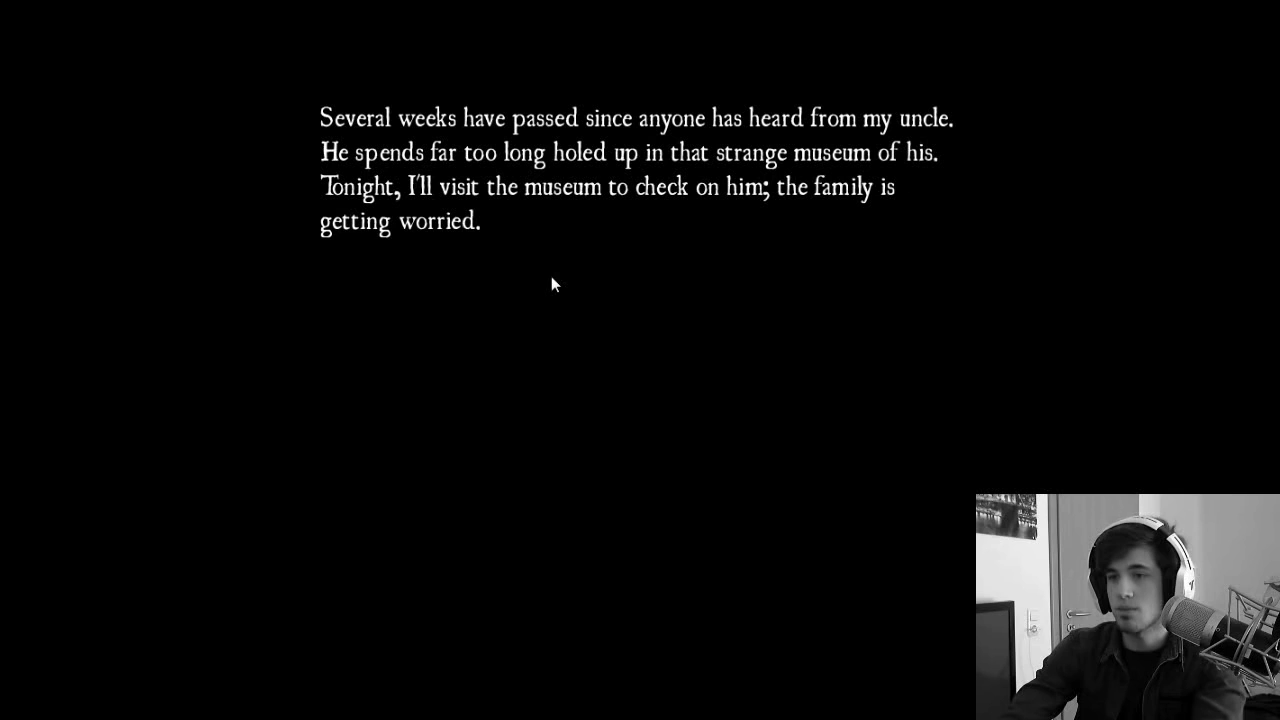 Several weeks have passed since anyone has heard from my uncle.
He spends far too long holed up in that strange museum of his.
Tonight, I'll visit the museum to check on him; the family is
getting worried.